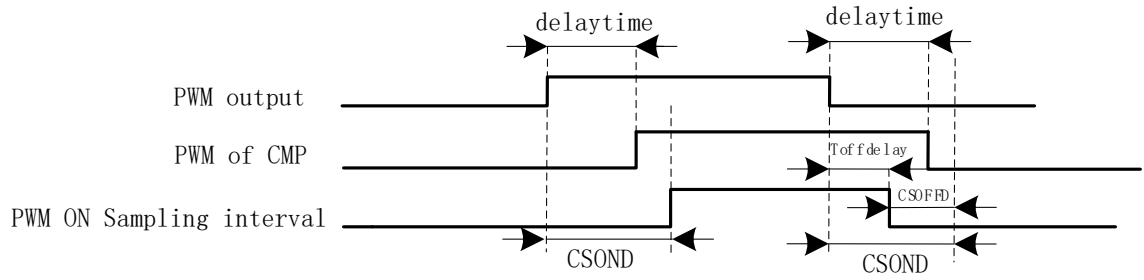 delaytime delaytime
PWM output
PWM of CMP
Toffdelay
PWM ON Sampling interval
CSOFFD
CSOND CSOND